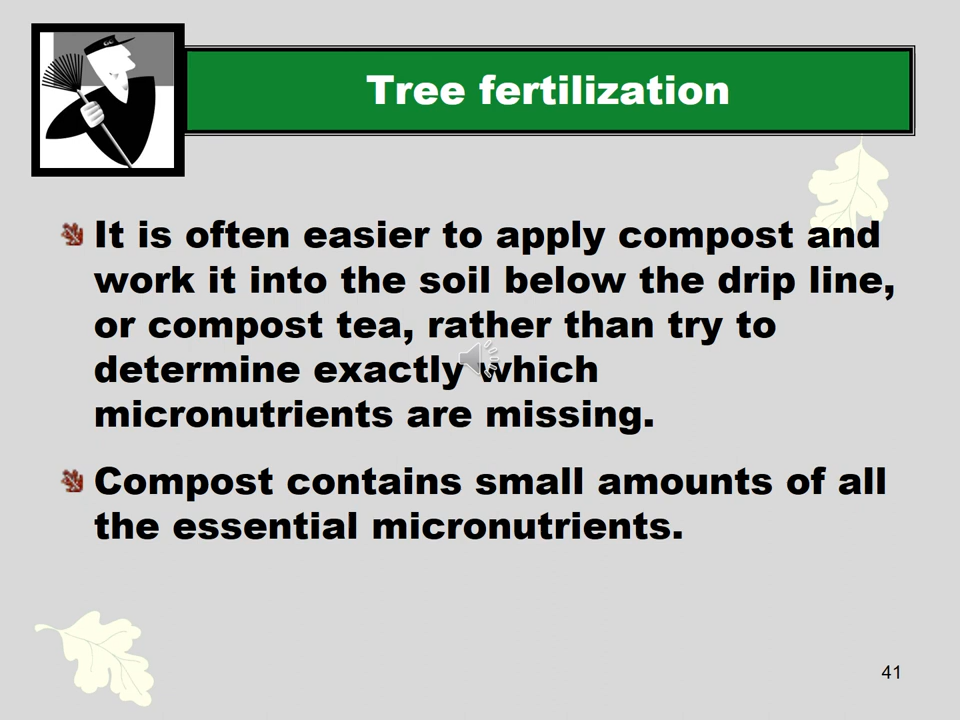 Tree fertilization
It is often easier to apply compost and
work it into the soil below the drip line,
or compost tea, rather than try to
determine exactly which
micronutrients are missing.
Compost contains small amounts of all
the essential micronutrients.
41